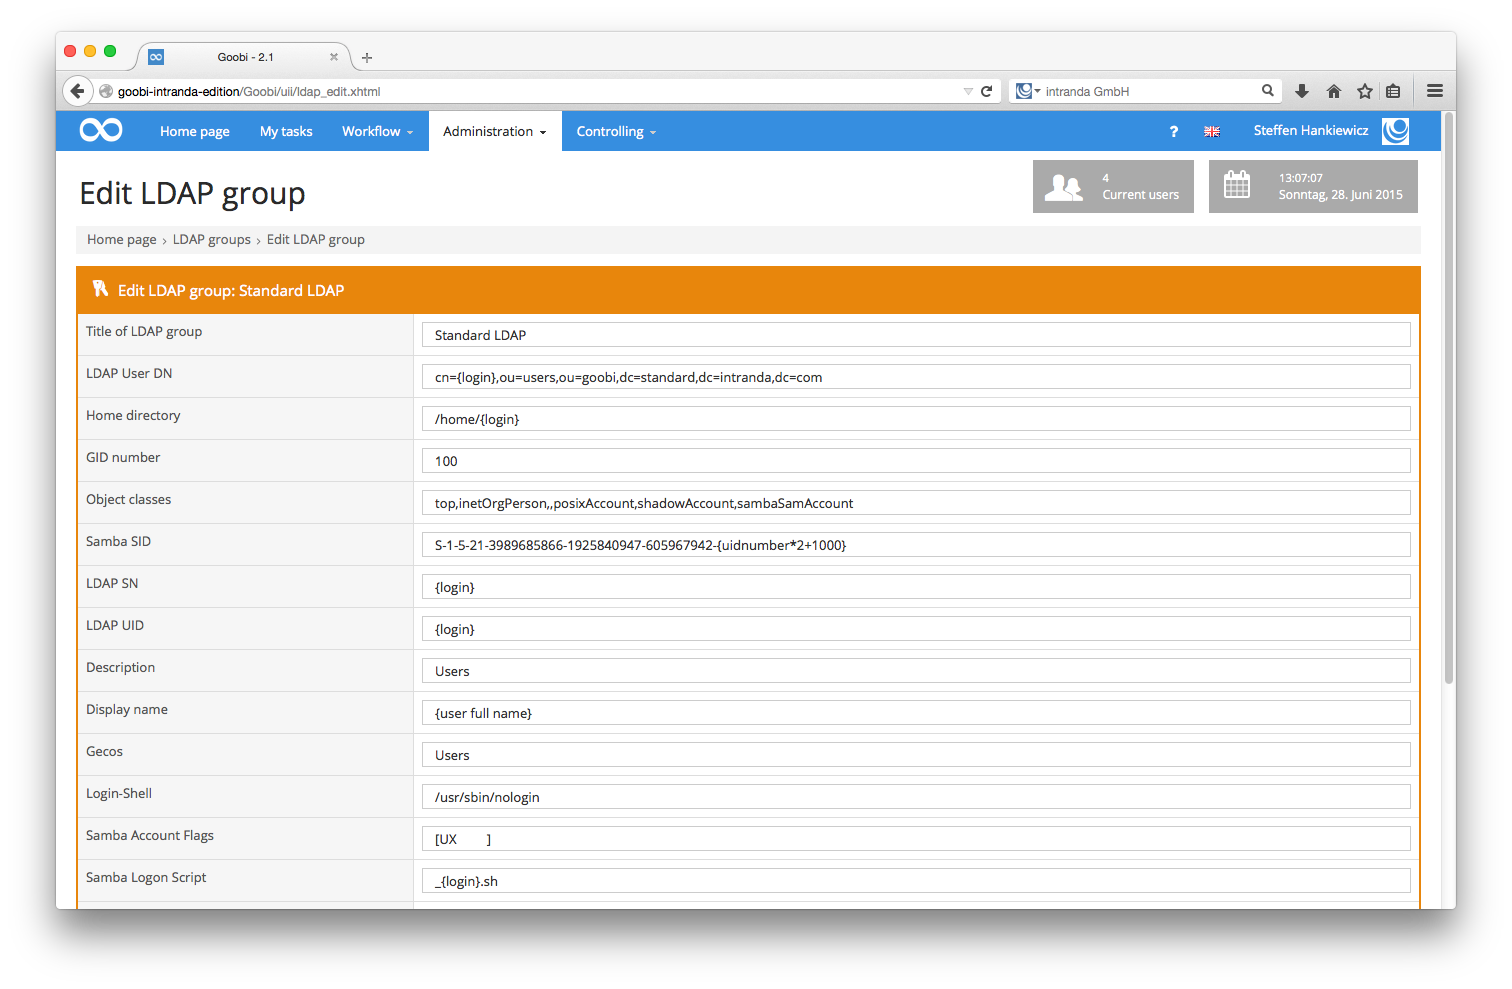 Goobi - 2.1
goobi-intranda-edition/Goobi/uii/ldap_edit.xhtml
intranda GmbH
Home page My tasks Workflow Administration Controlling ? Steffen Hankiewicz
Edit LDAP group
4
Current users
13:07:07
Sonntag, 28. Juni 2015
Home page › LDAP groups › Edit LDAP group
Edit LDAP group: Standard LDAP
Title of LDAP group Standard LDAP
LDAP User DN cn={login},ou=users,ou=goobi,dc=standard,dc=intranda,dc=com
Home directory /home/{login}
GID number 100
Object classes top,inetOrgPerson,,posixAccount,shadowAccount,sambaSamAccount
Samba SID S-1-5-21-3989685866-1925840947-605967942-{uidnumber*2+1000}
LDAP SN {login}
LDAP UID {login}
Description Users
Display name {user full name}
Gecos Users
Login-Shell /usr/sbin/nologin
Samba Account Flags [UX         ]
Samba Logon Script _{login}.sh